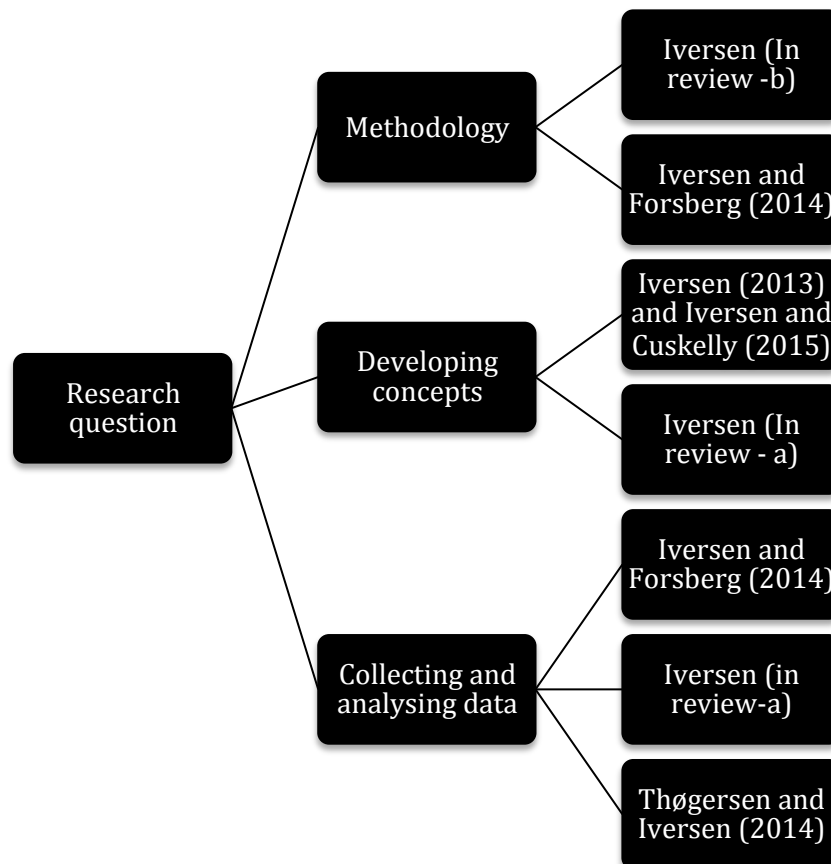 Research
question
Methodology
Iversen (In
review -b)
Iversen and
Forsberg (2014)
Developing
concepts
Iversen (2013)
and Iversen and
Cuskelly (2015)
Iversen (In
review - a)
Collecting and
analysing data
Iversen and
Forsberg (2014)
Iversen (in
review-a)
Thøgersen and
Iversen (2014)